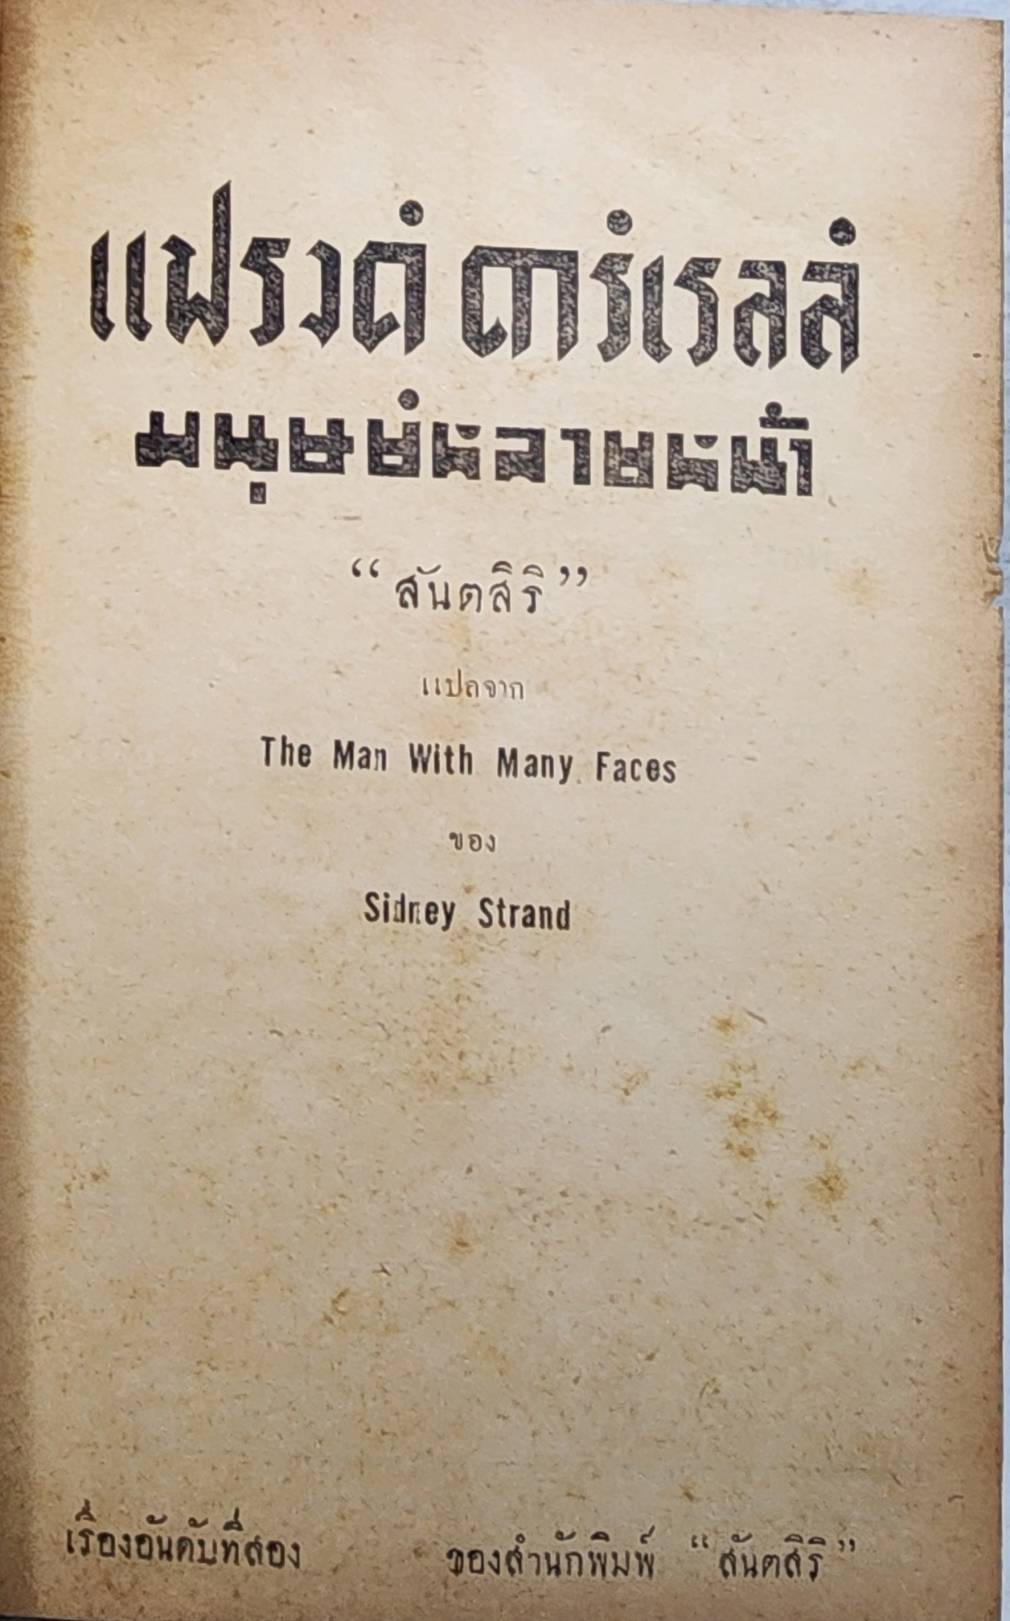 แฝรงค์ คาร์เรลล์
มนุษย์หลายหน้า
“สันตสิริ”
แปลจาก
The Man With Many Faces
ของ
Sidney Strand
เรื่องอันดับที่สอง ของสำนักพิมพ์ “สันตสิริ”